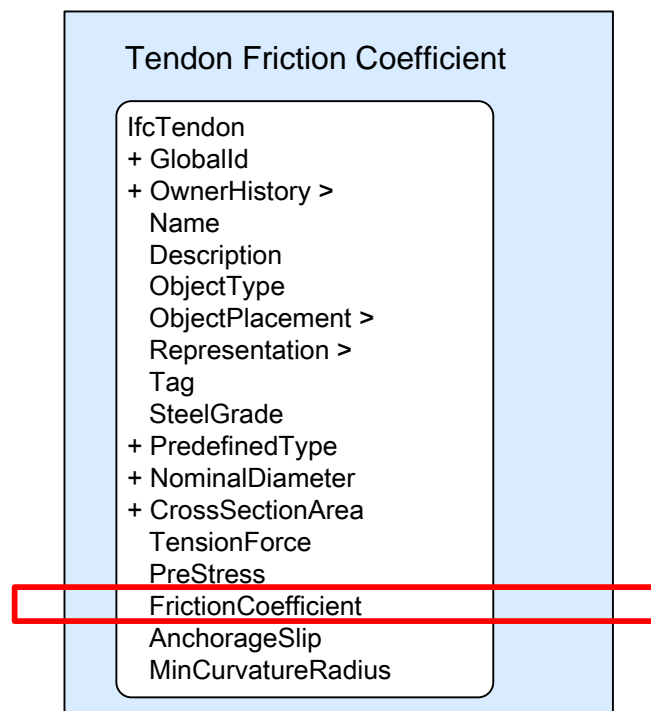 Tendon Friction Coefficient
IfcTendon
+ GlobalId
+ OwnerHistory >
Name
Description
ObjectType
ObjectPlacement >
Representation >
Tag
SteelGrade
+ PredefinedType
+ NominalDiameter
+ CrossSectionArea
TensionForce
PreStress
FrictionCoefficient
AnchorageSlip
MinCurvatureRadius